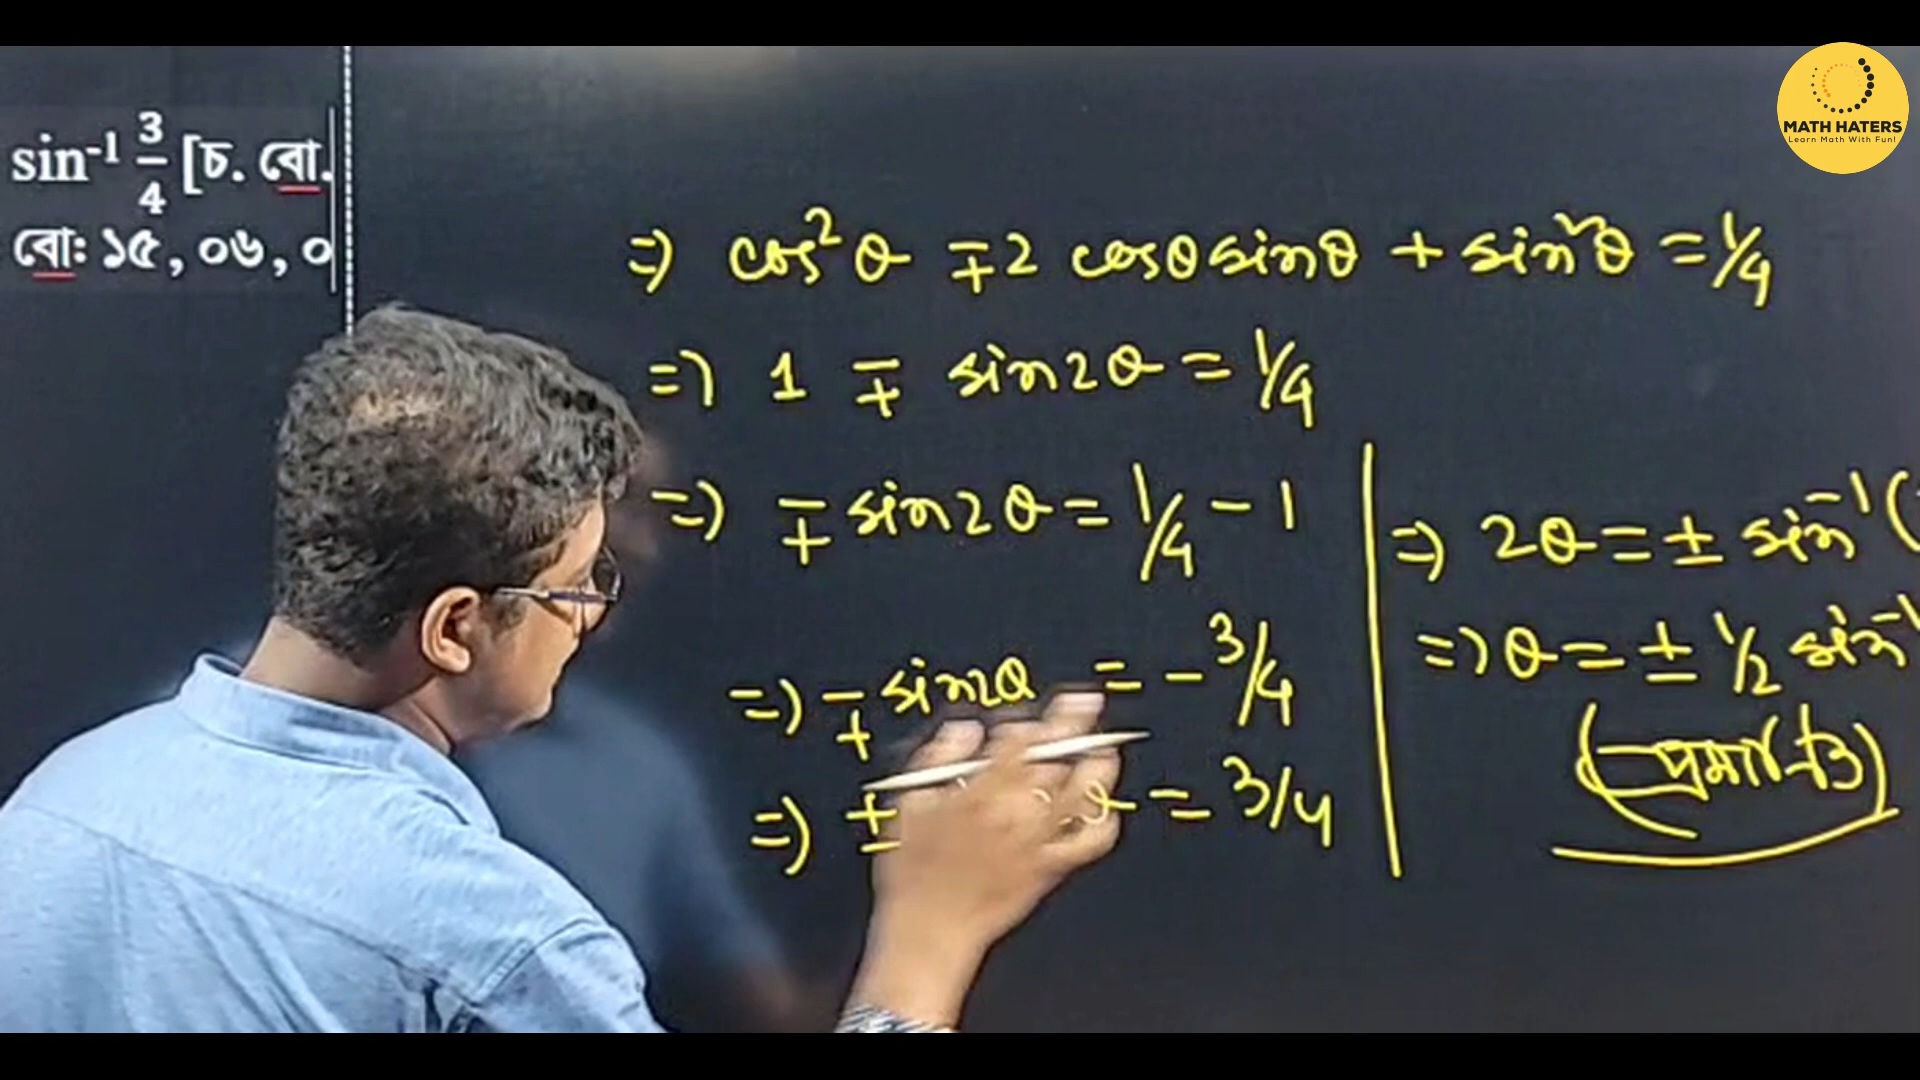 sin⁻¹ 3/4 [চ. বো.
বোঃ ১৫, ০৬, ০
MATH HATERS
Learn Math With Fun!
=> cos²θ ∓2 cosθ sinθ + sin²θ = 1/4
=> 1 ∓ sin2θ = 1/4
=> ∓ sin2θ = 1/4 - 1
=> ∓ sin2θ = -3/4
=> ± θ = 3/4
=> 2θ = ± sin⁻¹(
=> θ = ± 1/2 sin⁻¹